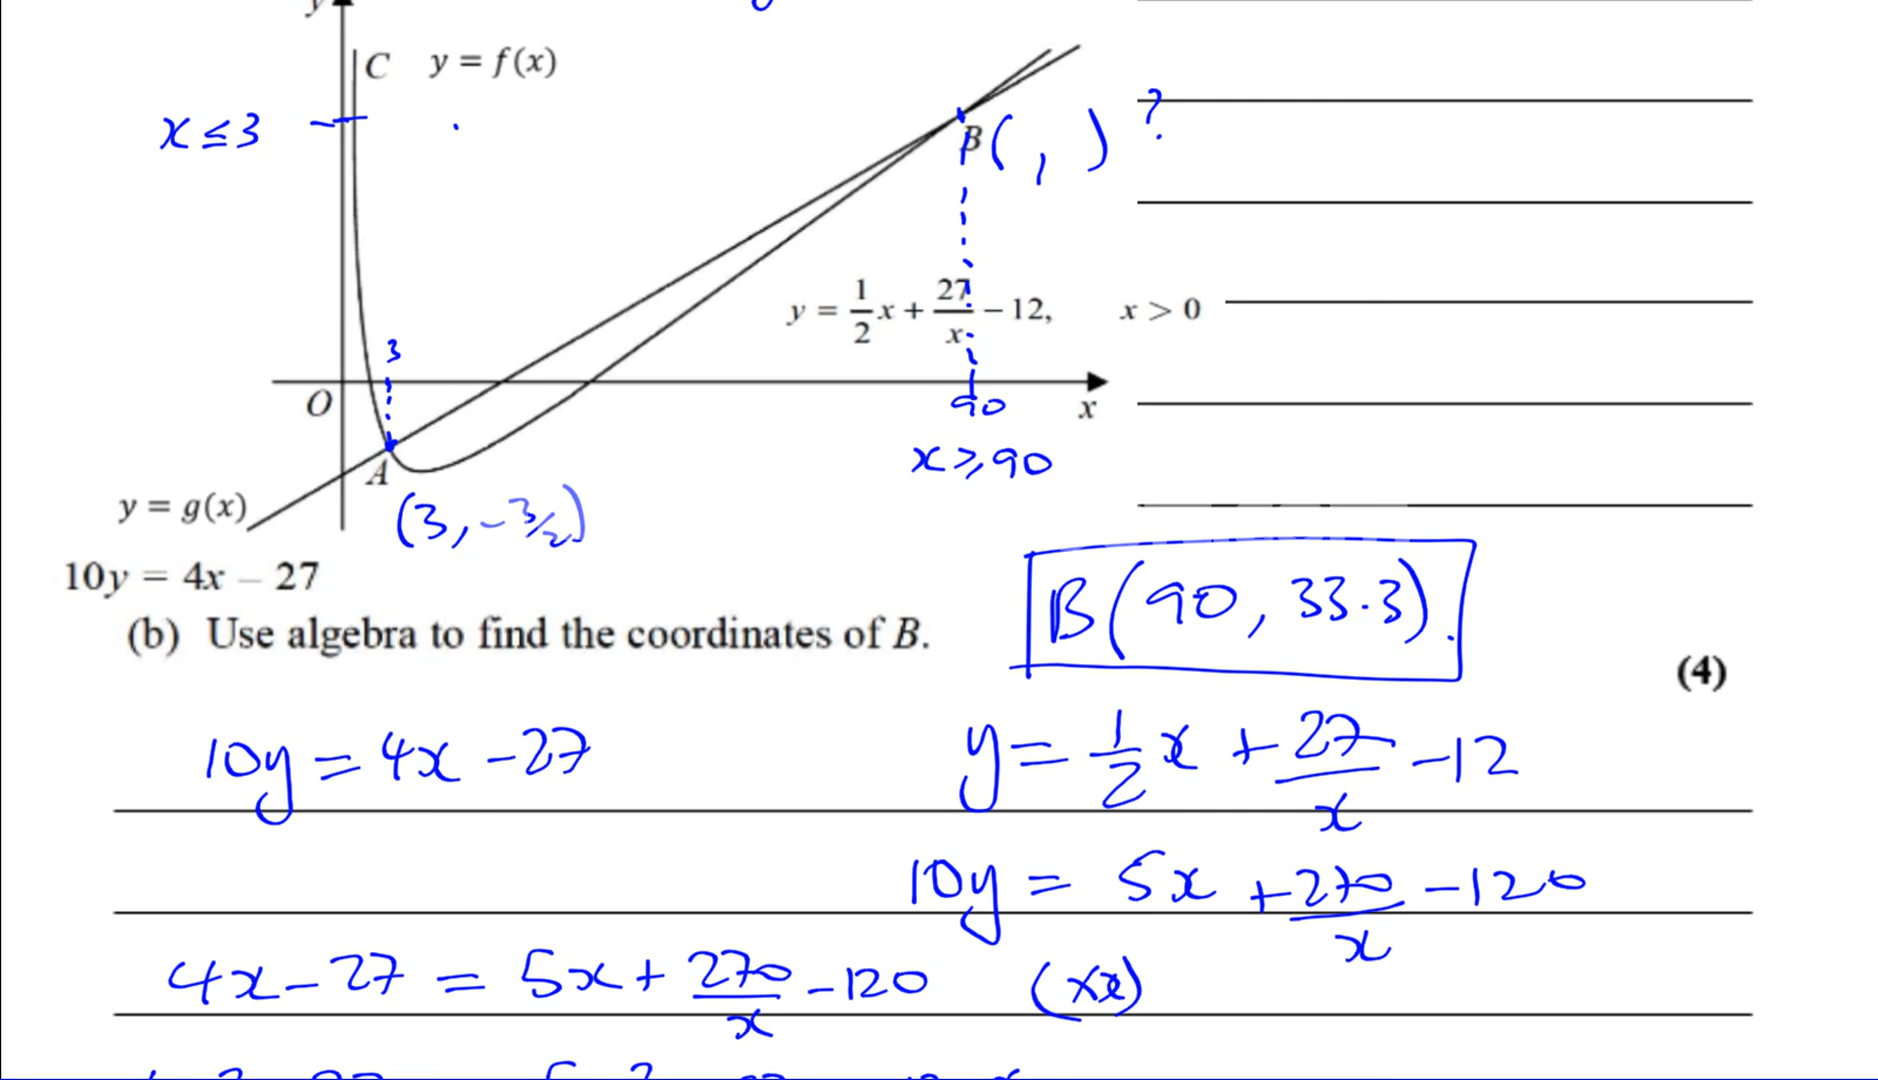 y
C y = f(x)
x ≤ 3
B( , ) ?
y = 1/2 x + 27/x − 12, x > 0
3
O
90
x
x ≥ 90
A
y = g(x)
(3, −3/2)
10y = 4x − 27
B(90, 33.3).
(b) Use algebra to find the coordinates of B.
(4)
10y = 4x − 27
y = 1/2 x + 27/x − 12
10y = 5x + 270/x − 120
4x − 27 = 5x + 270/x − 120 (×x)